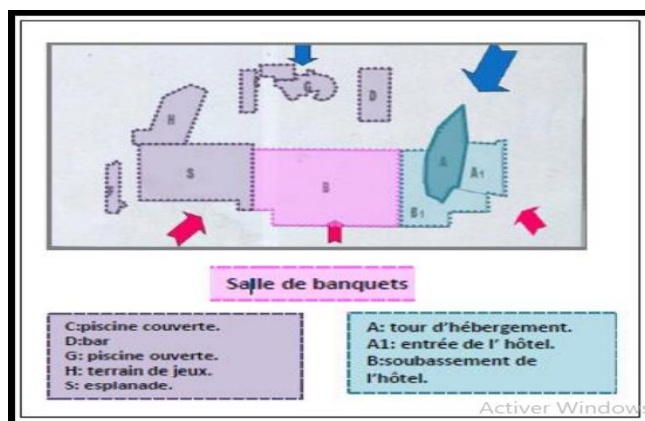 H
G
D
S
B
A
A1
B1
Salle de banquets
C:piscine couverte.
D:bar
G: piscine ouverte.
H: terrain de jeux.
S: esplanade.
A: tour d’hébergement.
A1: entrée de l’ hôtel.
B:soubassement de
l’hôtel.
Activer Windows